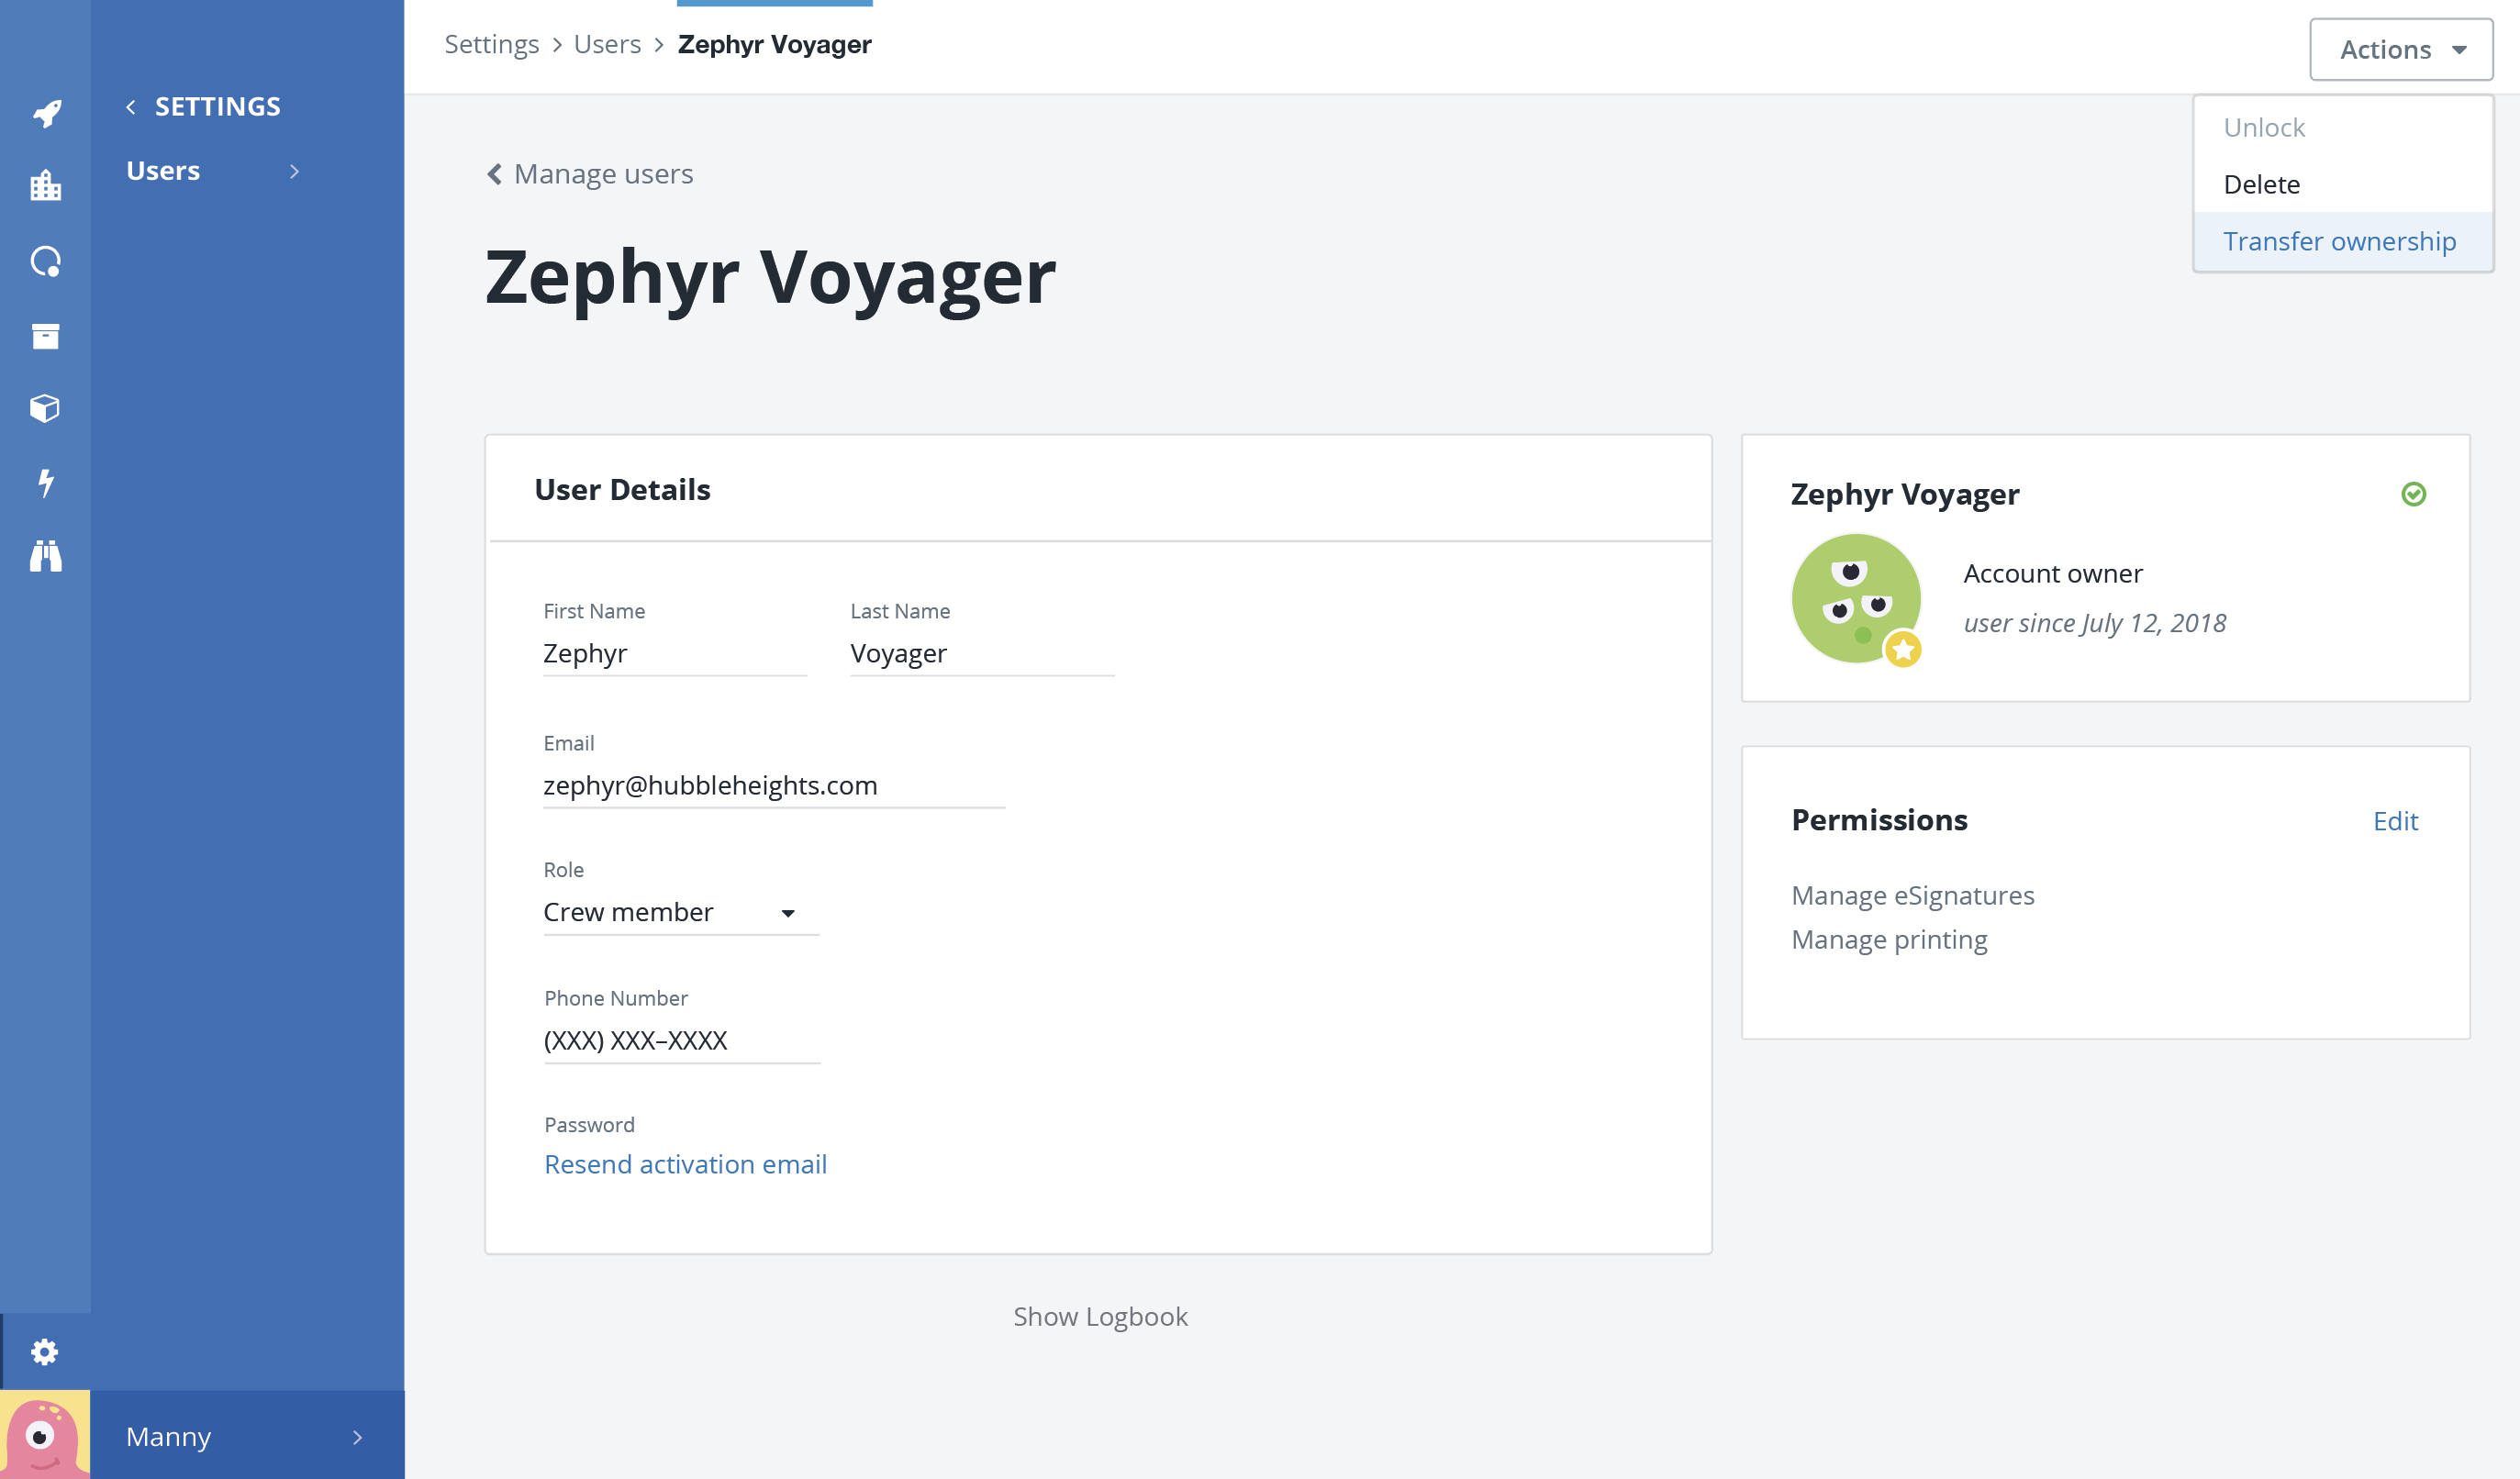 Settings > Users > Zephyr Voyager
Actions
Unlock
Delete
Transfer ownership
SETTINGS
Users
Manage users
Zephyr Voyager
User Details
First Name
Zephyr
Last Name
Voyager
Email
zephyr@hubbleheights.com
Role
Crew member
Phone Number
(XXX) XXX–XXXX
Password
Resend activation email
Zephyr Voyager
Account owner
user since July 12, 2018
Permissions
Edit
Manage eSignatures
Manage printing
Show Logbook
Manny